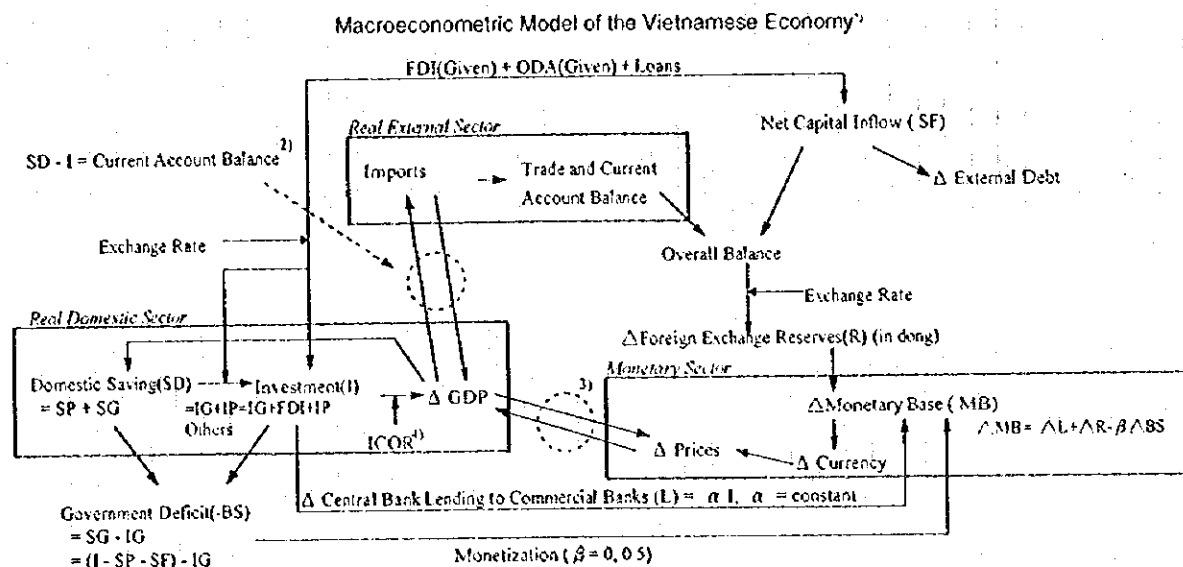 Macroeconometric Model of the Vietnamese Economy¹⁾
FDI(Given) + ODA(Given) + Loans
Real External Sector
Net Capital Inflow ( SF)
SD - I = Current Account Balance 2)
Imports
Trade and Current
Account Balance
Δ External Debt
Exchange Rate
Overall Balance
Exchange Rate
Real Domestic Sector
ΔForeign Exchange Reserves(R) (in dong)
Monetary Sector
Domestic Saving(SD)
= SP + SG
Investment(I)
=IG+IP=IG+FDI+IP
Others
Δ GDP
ICOR 4)
3)
ΔMonetary Base ( MB)
ΔMB = ΔL+ΔR-βΔBS
Δ Prices
Δ Currency
Δ Central Bank Lending to Commercial Banks (L) = α I, α = constant
Government Deficit(-BS)
= SG - IG
= (I - SP - SF) - IG
Monetization ( β = 0, 0.5)